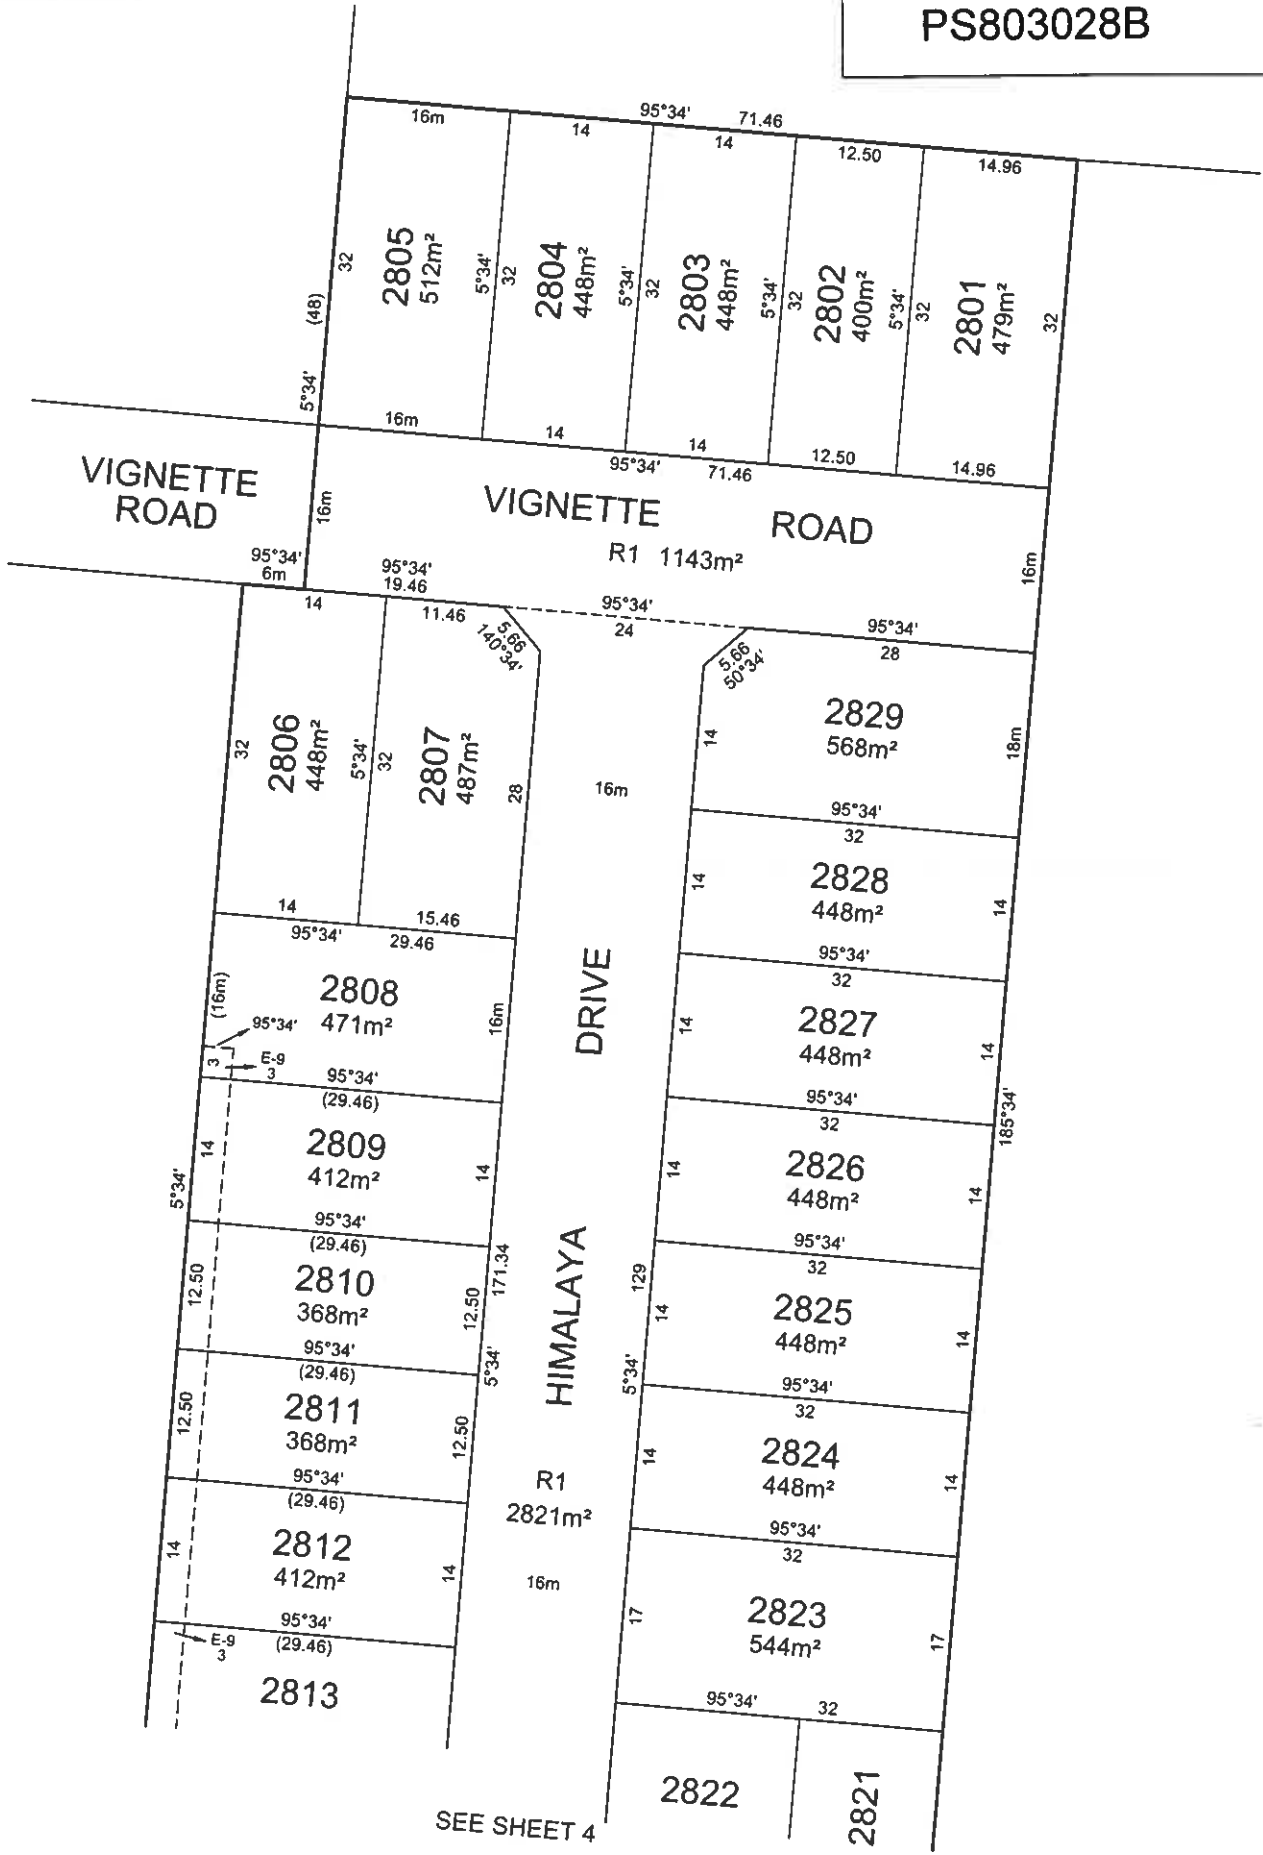 PS803028B
95°34' 71.46
16m 14 14 12.50 14.96
2805
512m²
2804
448m²
2803
448m²
2802
400m²
2801
479m²
32
(48)
5°34'
5°34'
32
5°34'
32
5°34'
32
5°34'
32
32
16m 14 14 12.50 14.96
95°34' 71.46
VIGNETTE
ROAD
16m
VIGNETTE ROAD
R1 1143m²
16m
95°34'
6m
95°34'
19.46
14 11.46
5.66
140°34'
95°34'
24
5.66
50°34'
95°34'
28
32
2806
448m²
5°34'
32
2807
487m²
28
16m
14
2829
568m²
18m
95°34'
32
14
2828
448m²
14
14 15.46
95°34' 29.46
95°34'
32
(16m)
2808
471m²
16m
DRIVE
14
2827
448m²
14
95°34'
3
E-9
3
95°34'
(29.46)
95°34'
32
185°34'
14
2809
412m²
14
14
2826
448m²
14
5°34'
95°34'
(29.46)
95°34'
32
12.50
2810
368m²
12.50
171.34
HIMALAYA
129
14
2825
448m²
14
95°34'
(29.46)
5°34'
5°34'
95°34'
32
12.50
2811
368m²
12.50
14
2824
448m²
14
95°34'
(29.46)
R1
2821m²
95°34'
32
14
2812
412m²
14
16m
17
2823
544m²
17
95°34'
(29.46)
E-9
3
2813
95°34' 32
2822
2821
SEE SHEET 4